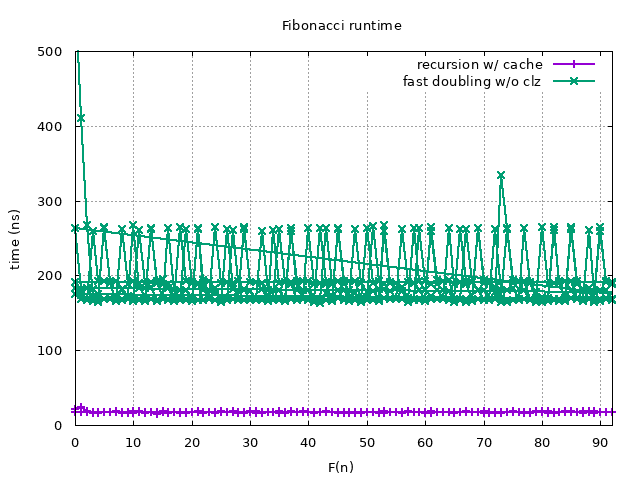 Fibonacci runtime
recursion w/ cache
fast doubling w/o clz
500
400
300
200
100
0
time (ns)
0 10 20 30 40 50 60 70 80 90
F(n)